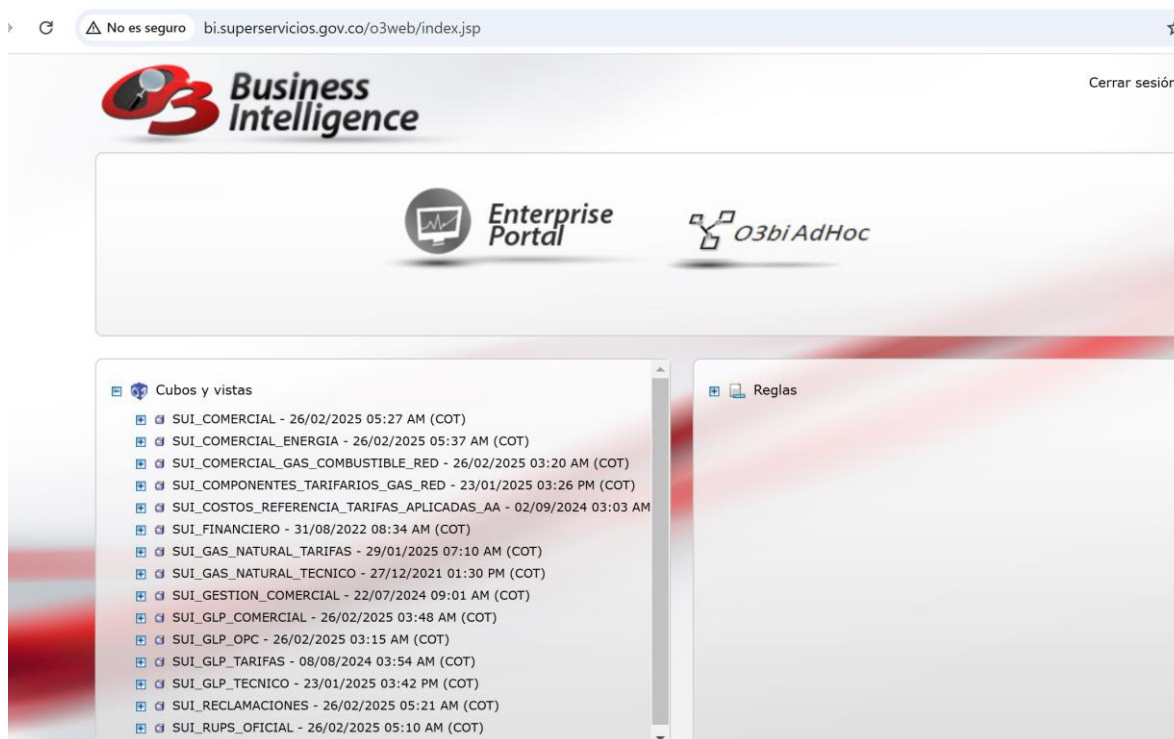 No es seguro bi.superservicios.gov.co/o3web/index.jsp
O3 Business
Intelligence
Cerrar sesión
Enterprise
Portal
O3biAdHoc
Cubos y vistas
SUI_COMERCIAL - 26/02/2025 05:27 AM (COT)
SUI_COMERCIAL_ENERGIA - 26/02/2025 05:37 AM (COT)
SUI_COMERCIAL_GAS_COMBUSTIBLE_RED - 26/02/2025 03:20 AM (COT)
SUI_COMPONENTES_TARIFARIOS_GAS_RED - 23/01/2025 03:26 PM (COT)
SUI_COSTOS_REFERENCIA_TARIFAS_APLICADAS_AA - 02/09/2024 03:03 AM
SUI_FINANCIERO - 31/08/2022 08:34 AM (COT)
SUI_GAS_NATURAL_TARIFAS - 29/01/2025 07:10 AM (COT)
SUI_GAS_NATURAL_TECNICO - 27/12/2021 01:30 PM (COT)
SUI_GESTION_COMERCIAL - 22/07/2024 09:01 AM (COT)
SUI_GLP_COMERCIAL - 26/02/2025 03:48 AM (COT)
SUI_GLP_OPC - 26/02/2025 03:15 AM (COT)
SUI_GLP_TARIFAS - 08/08/2024 03:54 AM (COT)
SUI_GLP_TECNICO - 23/01/2025 03:42 PM (COT)
SUI_RECLAMACIONES - 26/02/2025 05:21 AM (COT)
SUI_RUPS_OFICIAL - 26/02/2025 05:10 AM (COT)
Reglas